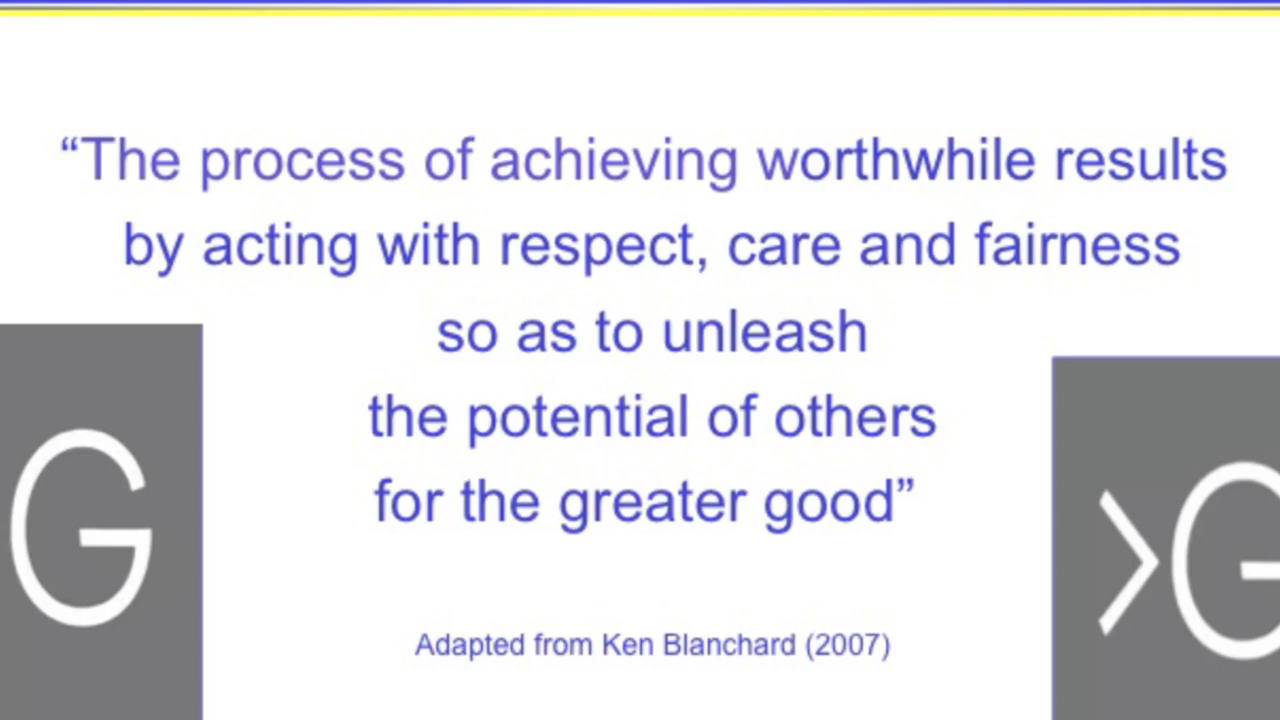 “The process of achieving worthwhile results
by acting with respect, care and fairness
so as to unleash
the potential of others
for the greater good”
G
>G
Adapted from Ken Blanchard (2007)